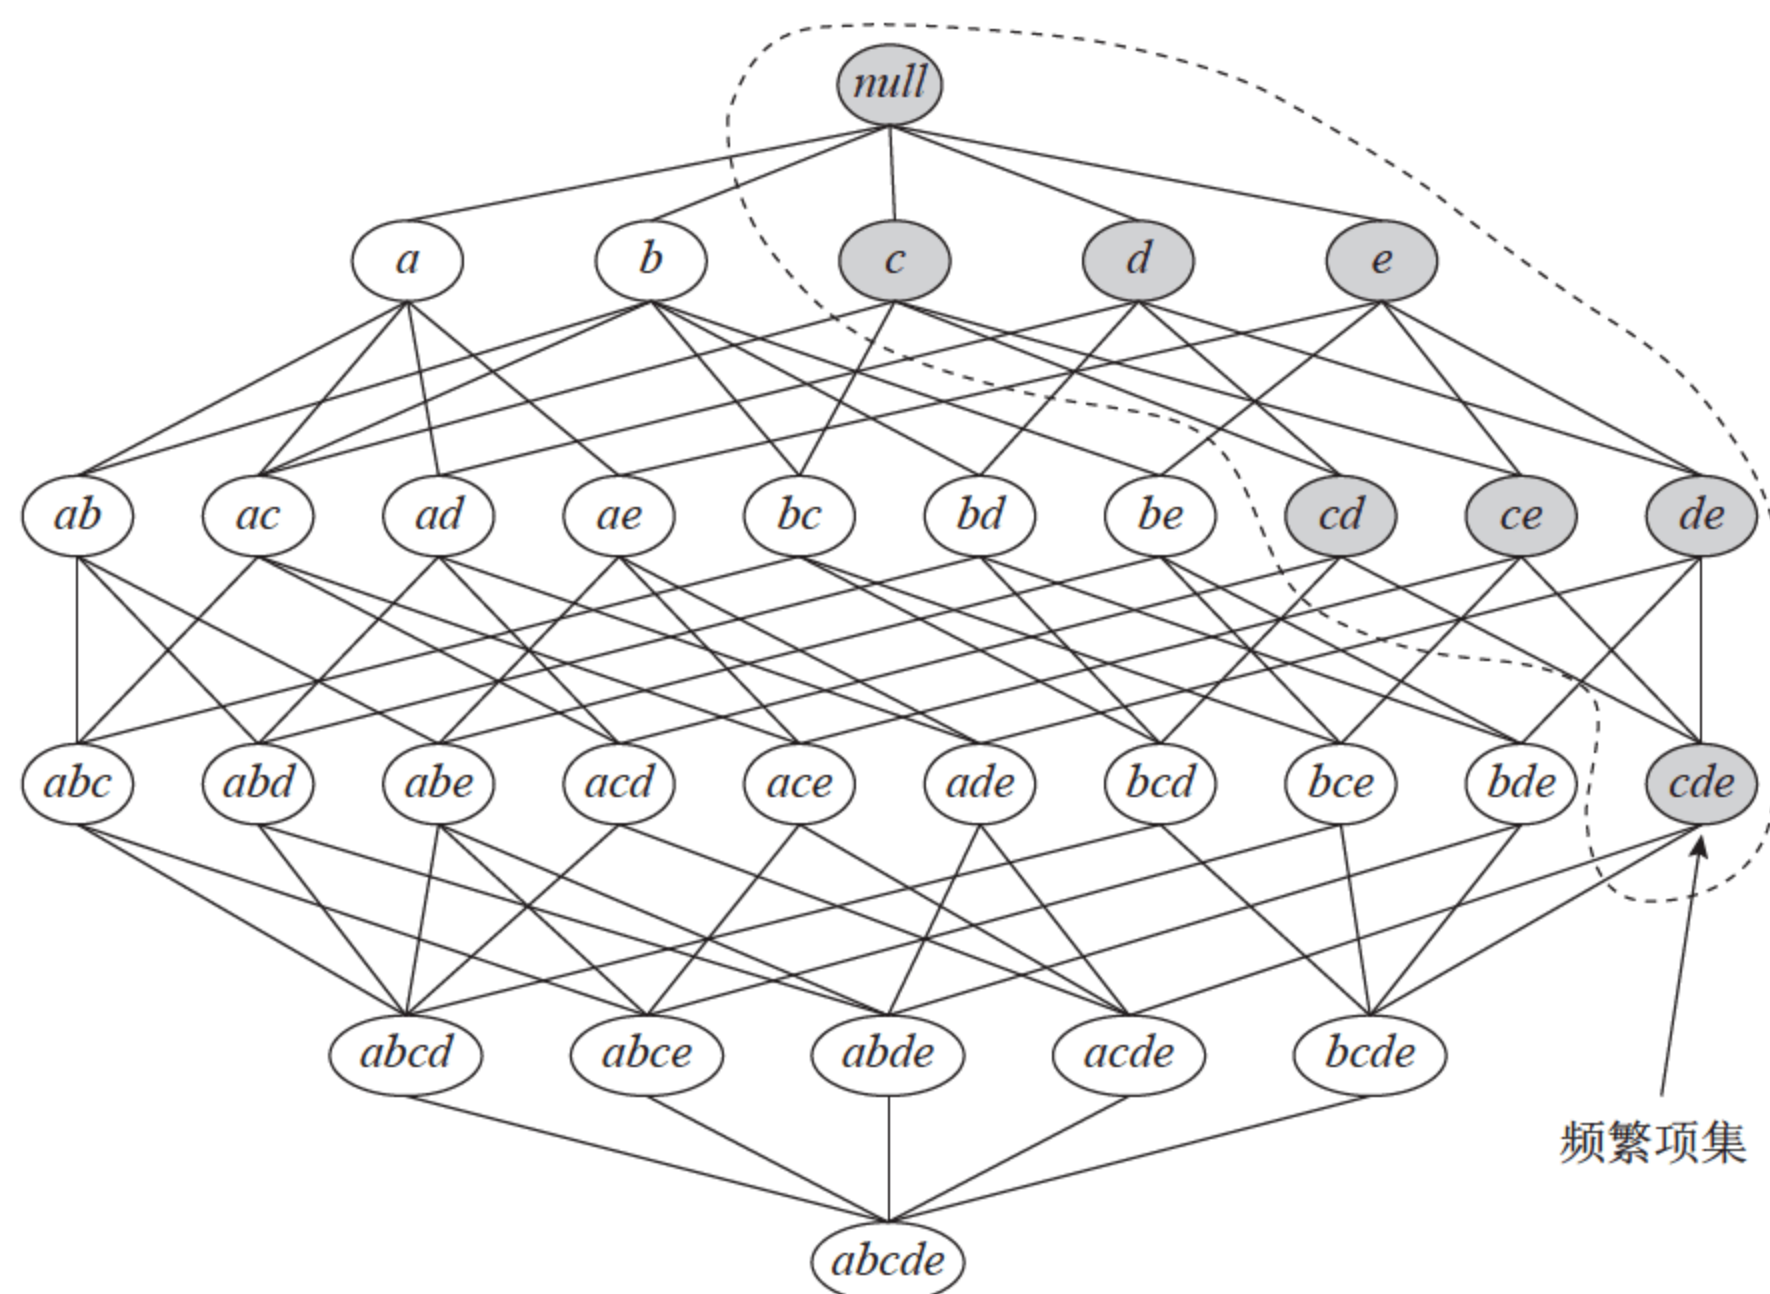 null
a b c d e
ab ac ad ae bc bd be cd ce de
abc abd abe acd ace ade bcd bce bde cde
abcd abce abde acde bcde
频繁项集
abcde